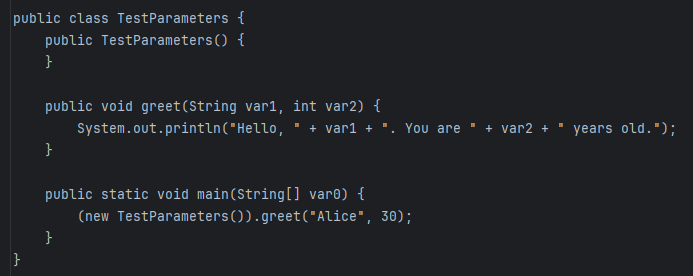 public class TestParameters {
    public TestParameters() {
    }

    public void greet(String var1, int var2) {
        System.out.println("Hello, " + var1 + ". You are " + var2 + " years old.");
    }

    public static void main(String[] var0) {
        (new TestParameters()).greet("Alice", 30);
    }
}